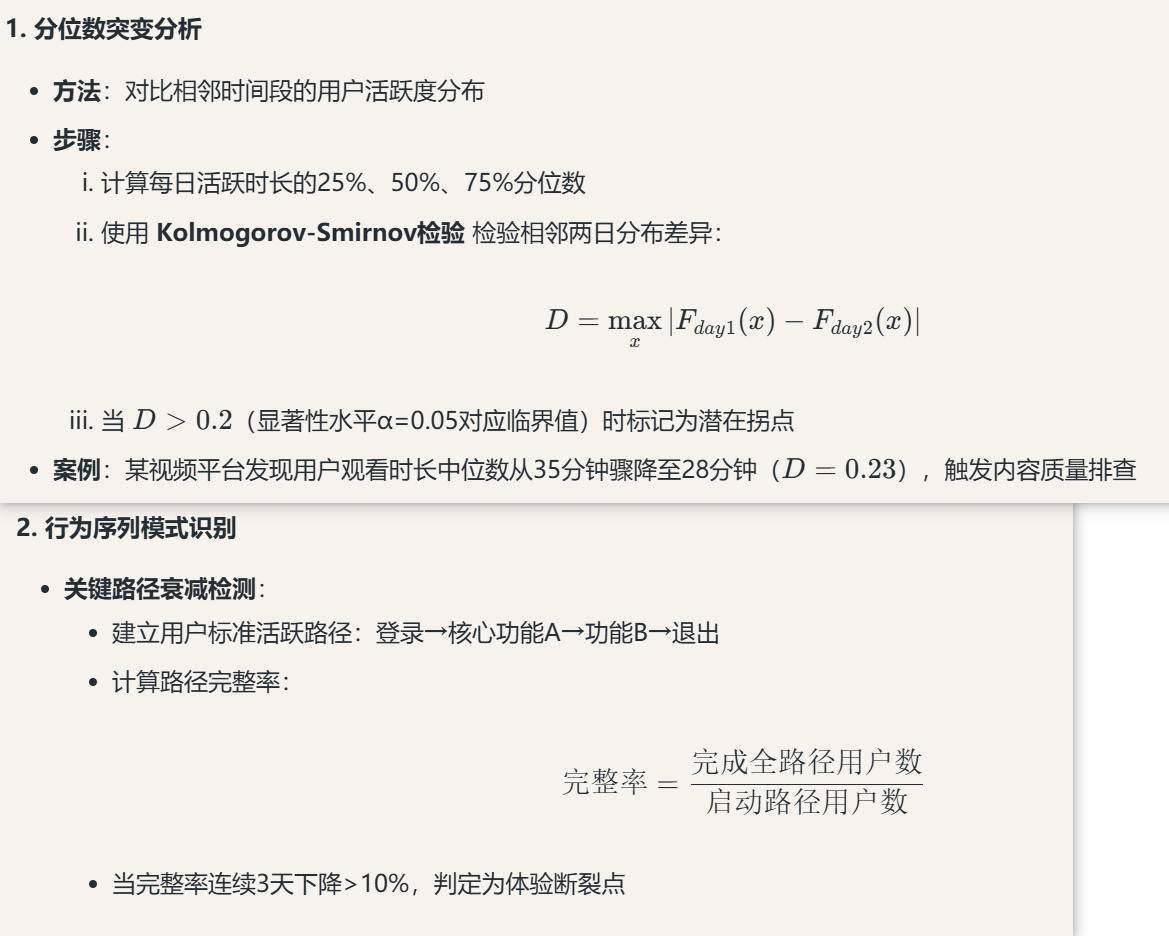 1. 分位数突变分析
• 方法：对比相邻时间段的用户活跃度分布
• 步骤：
i. 计算每日活跃时长的25%、50%、75%分位数
ii. 使用 Kolmogorov-Smirnov检验 检验相邻两日分布差异：
D = max_x |F_{day1}(x) − F_{day2}(x)|
iii. 当 D > 0.2（显著性水平α=0.05对应临界值）时标记为潜在拐点
• 案例：某视频平台发现用户观看时长中位数从35分钟骤降至28分钟（D = 0.23），触发内容质量排查
2. 行为序列模式识别
• 关键路径衰减检测：
• 建立用户标准活跃路径：登录→核心功能A→功能B→退出
• 计算路径完整率：
完整率 = 完成全路径用户数 / 启动路径用户数
• 当完整率连续3天下降>10%，判定为体验断裂点